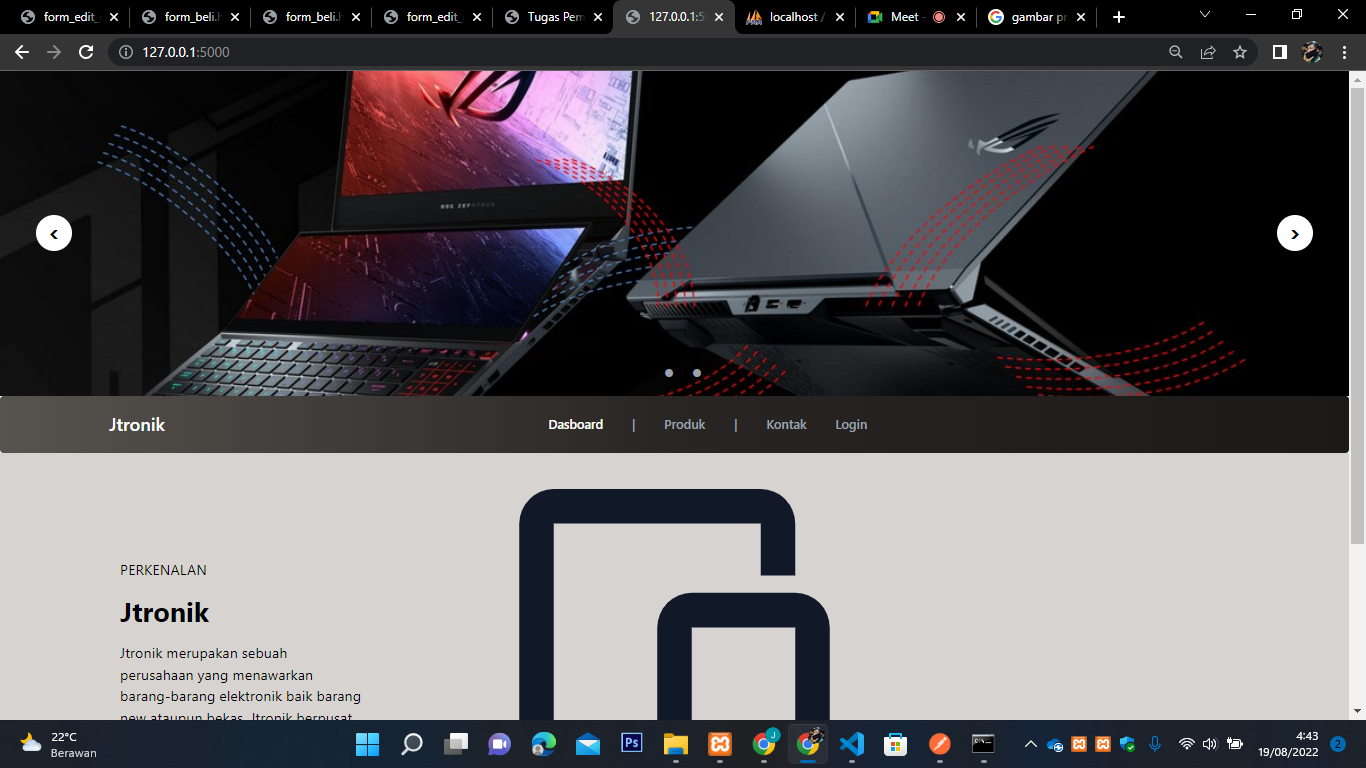 form_edit_
form_beli.h
form_beli.h
form_edit_
Tugas Pem
127.0.0.1:5
localhost /
Meet -
gambar pr
127.0.0.1:5000
ROG ZEPHYRUS
Jtronik
Dasboard | Produk | Kontak Login
PERKENALAN
Jtronik
Jtronik merupakan sebuah
perusahaan yang menawarkan
barang-barang elektronik baik barang
new ataupun bekas. Jtronik berpusat
22°C
Berawan
Ps
J
4:43
19/08/2022
2